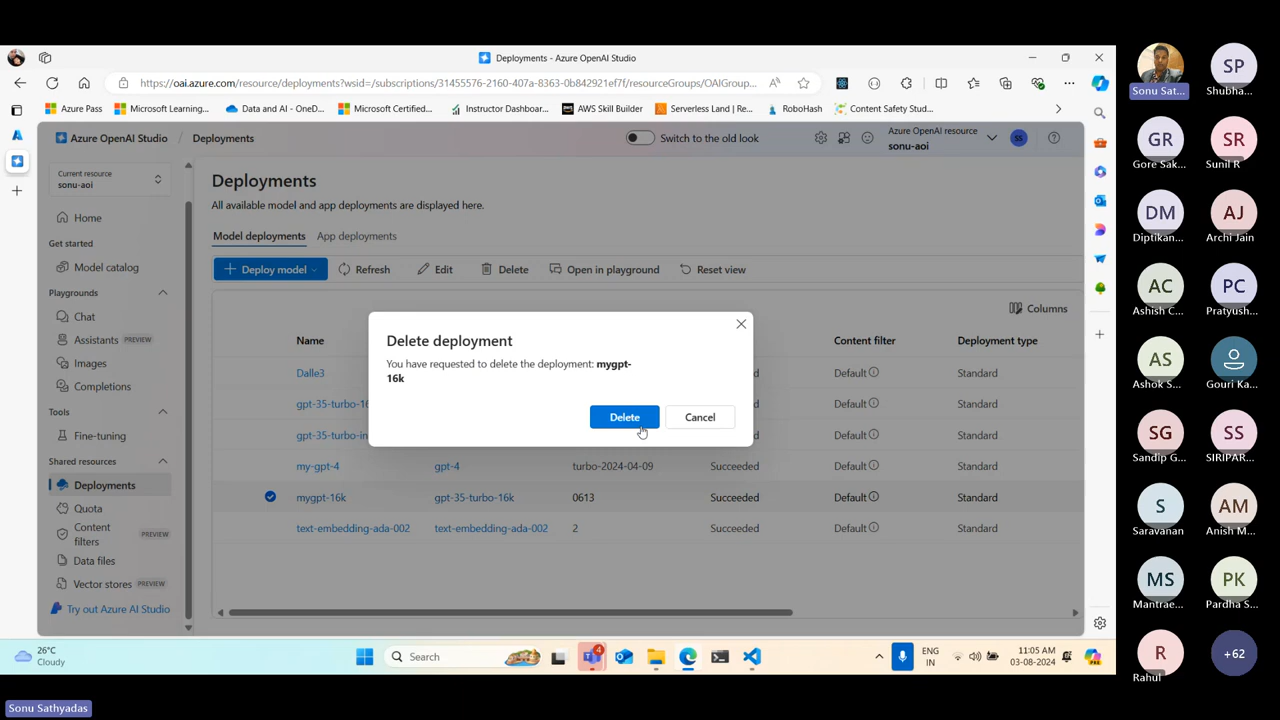 Deployments - Azure OpenAI Studio
https://oai.azure.com/resource/deployments?wsid=/subscriptions/31455576-2160-407a-8363-0b842921ef7f/resourceGroups/OAIGroup...
Azure Pass
Microsoft Learning...
Data and AI - OneD...
Microsoft Certified...
Instructor Dashboar...
AWS Skill Builder
Serverless Land | Re...
RoboHash
Content Safety Stud...
Azure OpenAI Studio / Deployments
Switch to the old look
Azure OpenAI resource
sonu-aoi
SS
Current resource
sonu-aoi
Home
Get started
Model catalog
Playgrounds
Chat
Assistants PREVIEW
Images
Completions
Tools
Fine-tuning
Shared resources
Deployments
Quota
Content
filters PREVIEW
Data files
Vector stores PREVIEW
Try out Azure AI Studio
Deployments
All available model and app deployments are displayed here.
Model deployments App deployments
Deploy model Refresh Edit Delete Open in playground Reset view
Columns
Name Content filter Deployment type
Dalle3 Default Standard
gpt-35-turbo-16 Default Standard
gpt-35-turbo-in Default Standard
my-gpt-4 gpt-4 turbo-2024-04-09 Succeeded Default Standard
mygpt-16k gpt-35-turbo-16k 0613 Succeeded Default Standard
text-embedding-ada-002 text-embedding-ada-002 2 Succeeded Default Standard
Delete deployment
You have requested to delete the deployment: mygpt-
16k
Delete Cancel
26°C
Cloudy
Search
4
ENG
IN
11:05 AM
03-08-2024
Sonu Sathyadas
Sonu Sat...
SP
Shubha...
GR
Gore Sak...
SR
Sunil R
DM
Diptikan...
AJ
Archi Jain
AC
Ashish C...
PC
Pratyush...
AS
Ashok S...
Gouri Ka...
SG
Sandip G...
SS
SIRIPAR...
S
Saravanan
AM
Anish M...
MS
Mantrae...
PK
Pardha S...
R
Rahul
+62